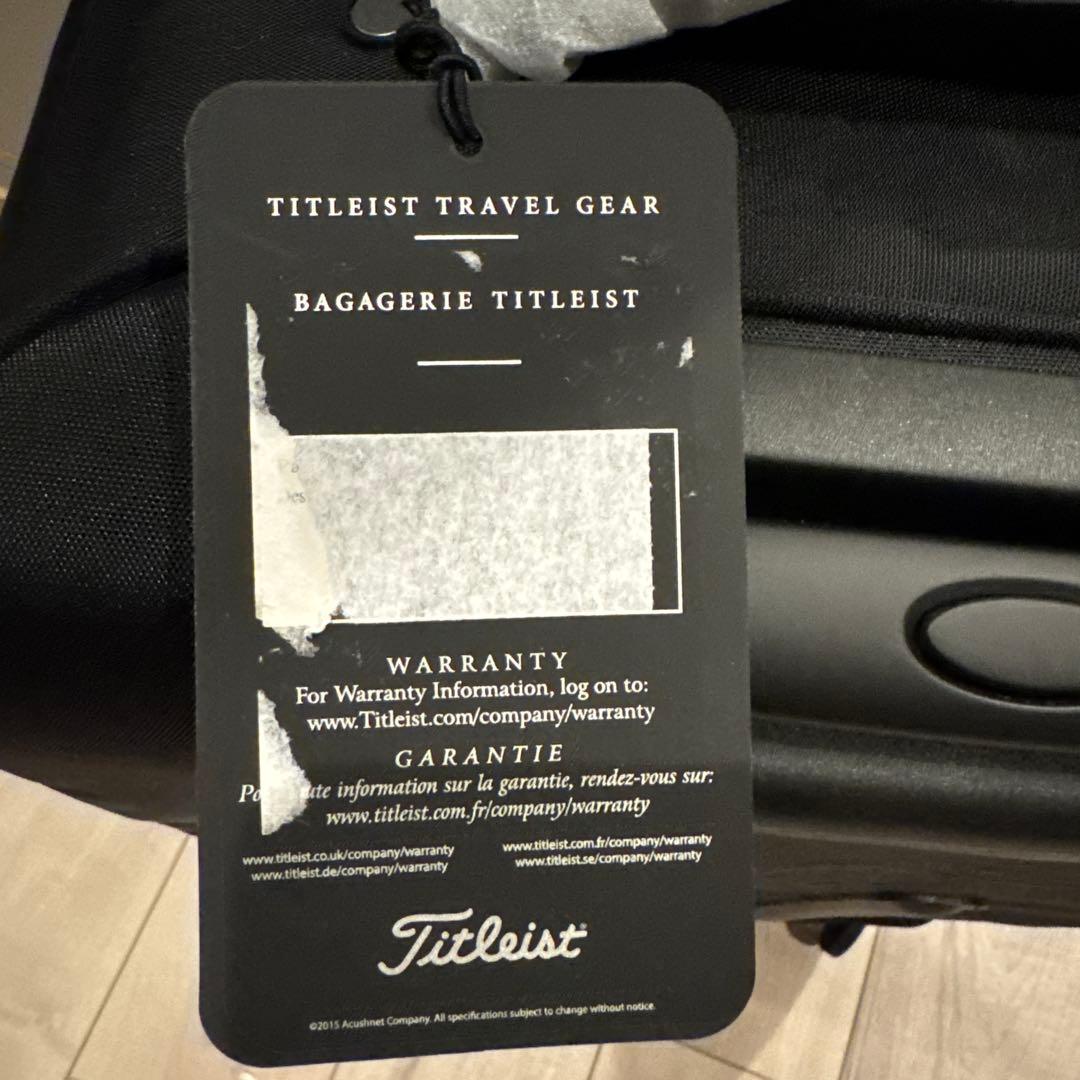 TITLEIST TRAVEL GEAR
BAGAGERIE TITLEIST
WARRANTY
For Warranty Information, log on to:
www.Titleist.com/company/warranty
GARANTIE
information sur la garantie, rendez-vous sur:
www.titleist.com.fr/company/warranty
www.titleist.co.uk/company/warranty
www.titleist.de/company/warranty
www.titleist.com.fr/company/warranty
www.titleist.se/company/warranty
Titleist®
©2015 Acushnet Company. All specifications subject to change without notice.